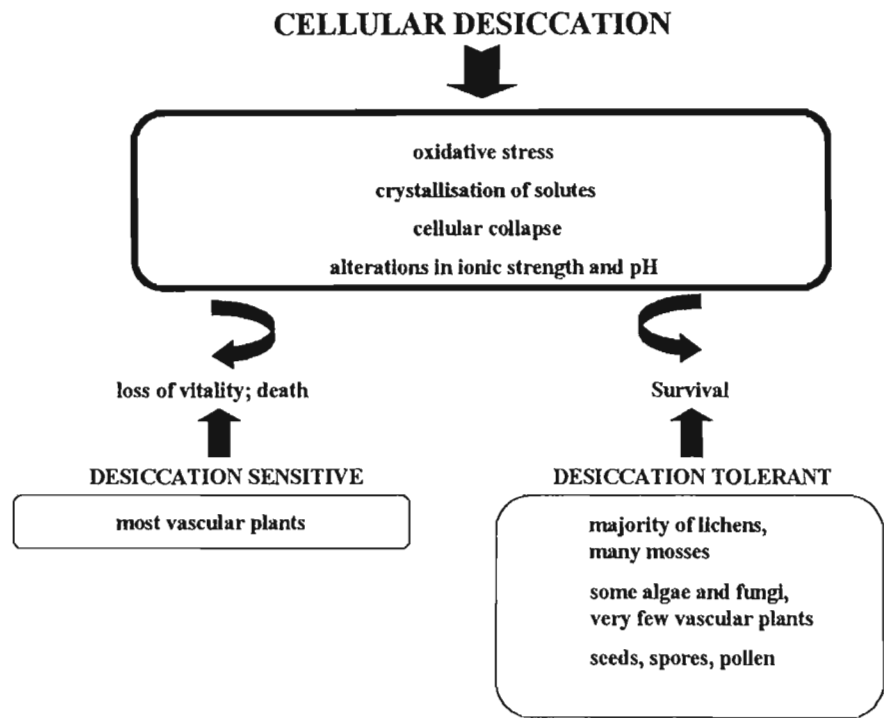 CELLULAR DESICCATION
oxidative stress
crystallisation of solutes
cellular collapse
alterations in ionic strength and pH
loss of vitality; death
Survival
DESICCATION SENSITIVE
most vascular plants
DESICCATION TOLERANT
majority of lichens,
many mosses
some algae and fungi,
very few vascular plants
seeds, spores, pollen